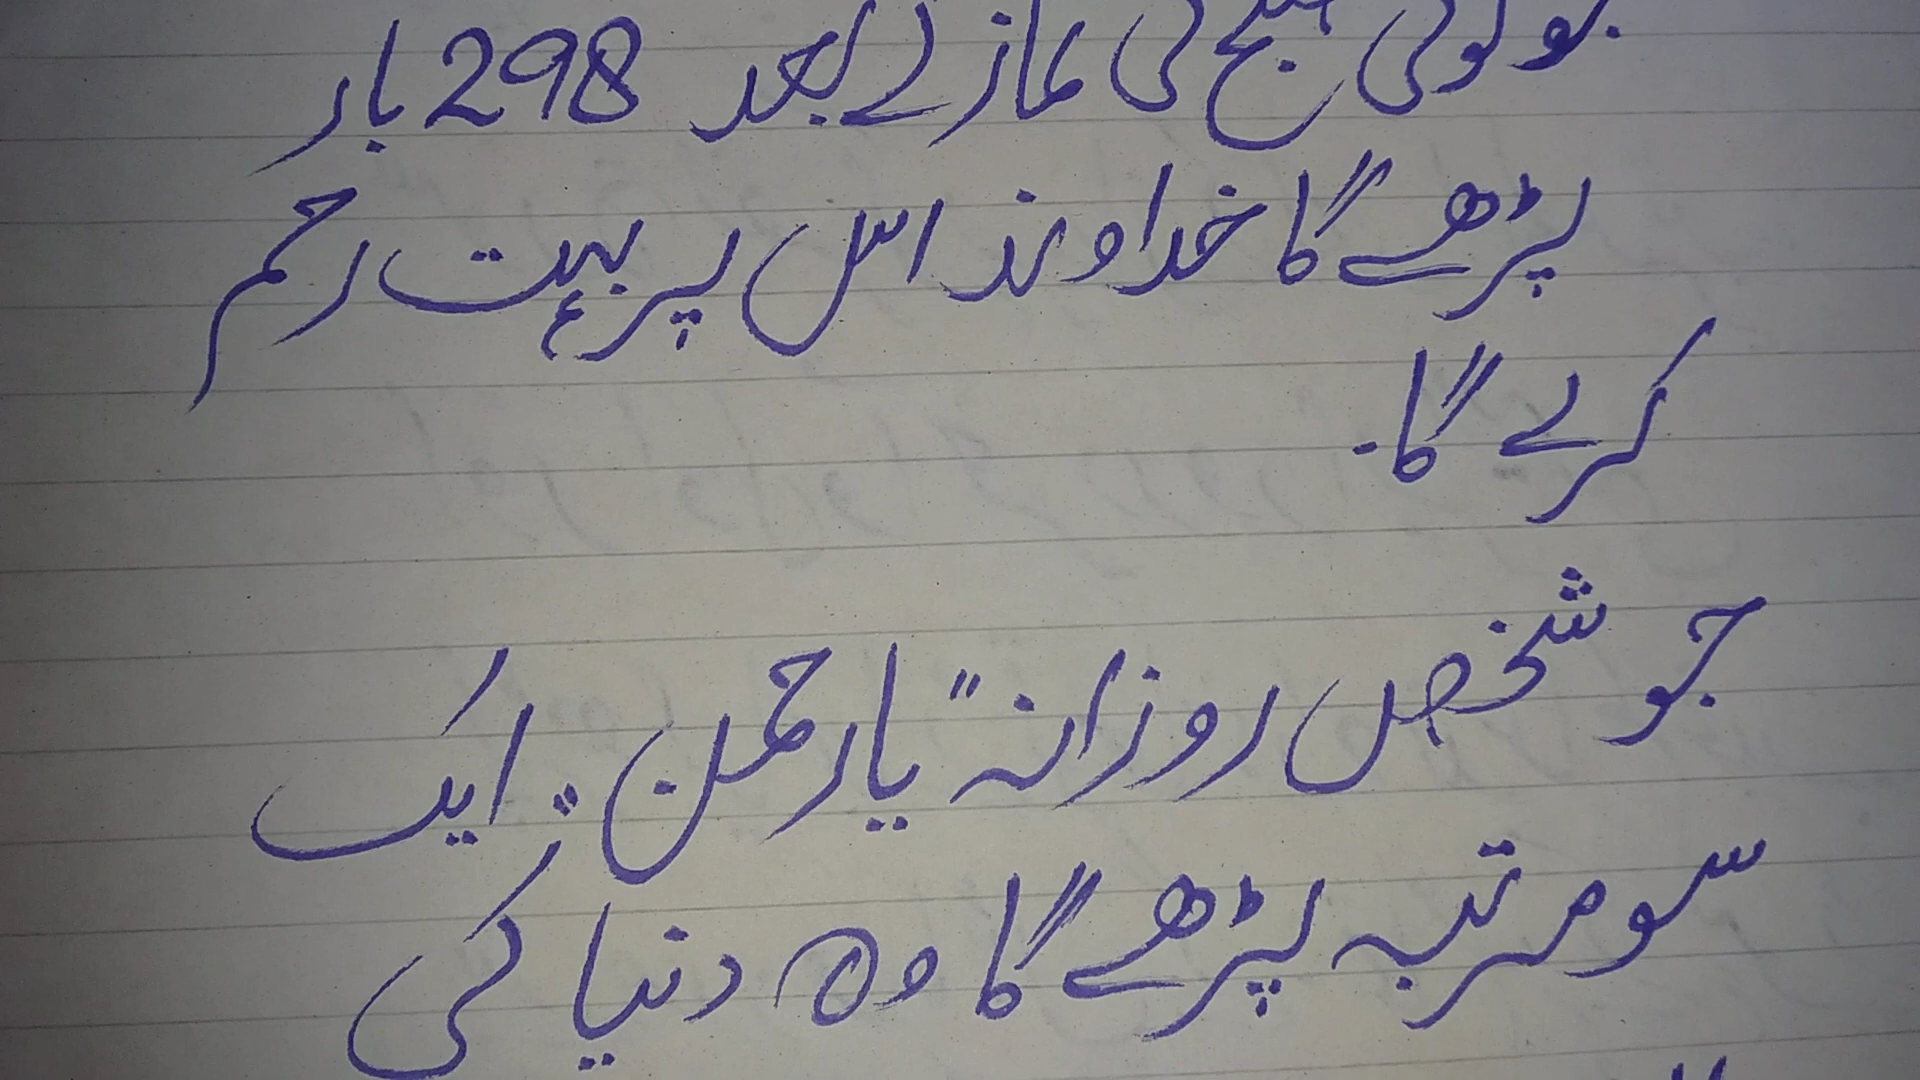 جو کوئی صبح کی نماز کے بعد 298 بار
پڑھے گا خداوند اس پر بہت رحم
کرے گا۔
جو شخص روزانہ "یا رحمن" ایک
سو مرتبہ پڑھے گا وہ دنیا کی